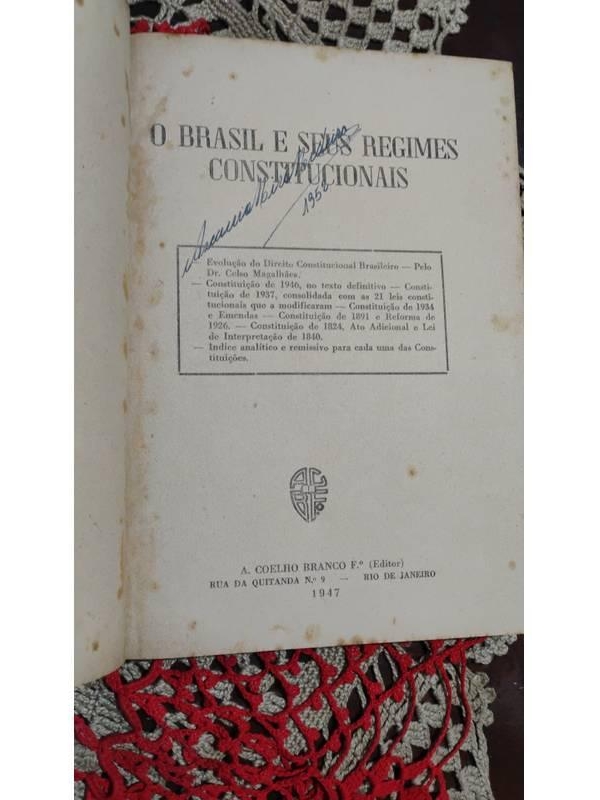 O BRASIL E SEUS REGIMES
CONSTITUCIONAIS
1952
Evolução do Direito Constitucional Brasileiro — Pelo
Dr. Celso Magalhães.
— Constituição de 1946, no texto definitivo — Consti-
tuição de 1937, consolidada com as 21 leis consti-
tucionais que a modificaram — Constituição de 1934
e Emendas — Constituição de 1891 e Reforma de
1926. — Constituição de 1824, Ato Adicional e Lei
de Interpretação de 1840.
— Indice analítico e remissivo para cada uma das Cons-
tituições.
A. COELHO BRANCO F.º (Editor)
RUA DA QUITANDA N.º 9 — RIO DE JANEIRO
1947